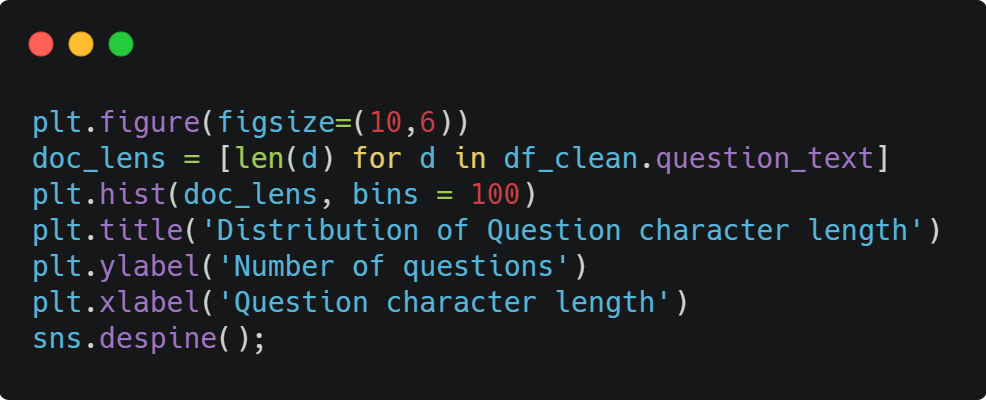 plt.figure(figsize=(10,6))
doc_lens = [len(d) for d in df_clean.question_text]
plt.hist(doc_lens, bins = 100)
plt.title('Distribution of Question character length')
plt.ylabel('Number of questions')
plt.xlabel('Question character length')
sns.despine();